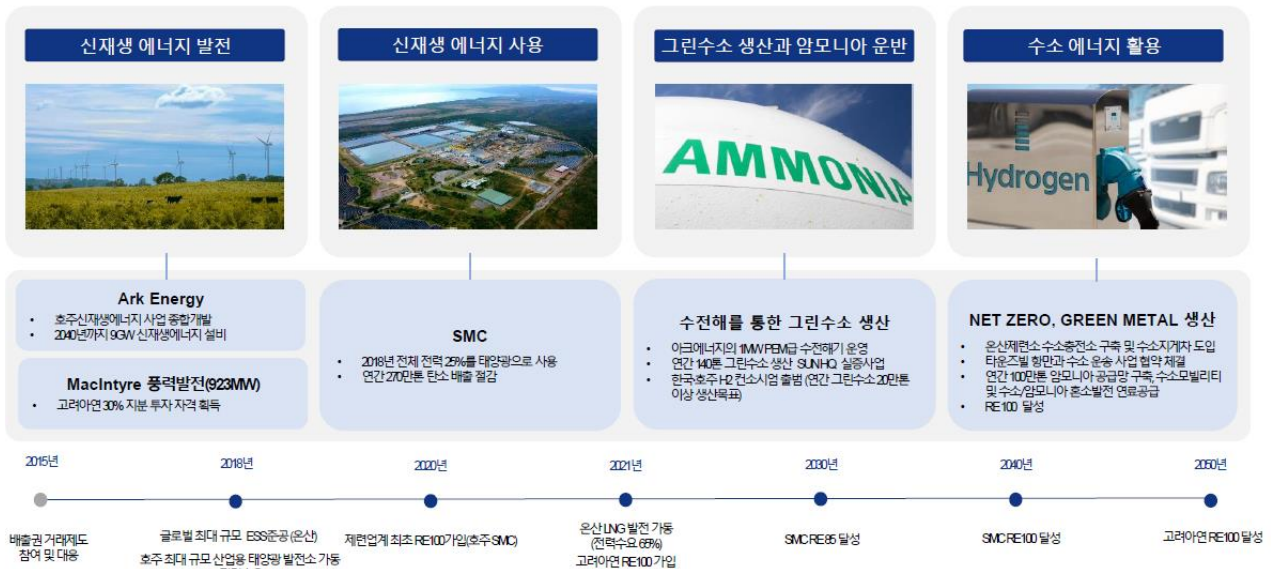 신재생 에너지 발전
신재생 에너지 사용
그린수소 생산과 암모니아 운반
수소 에너지 활용
AMMONIA
Hydrogen
Ark Energy
• 호주신재생에너지 사업 종합개발
• 2040년까지 9GW 신재생에너지 설비
MacIntyre 풍력발전(923MW)
• 고려아연 30% 지분 투자 자격 획득
SMC
• 2018년 전체 전력 25%를 태양광으로 사용
• 연간 270만톤 탄소 배출 절감
수전해를 통한 그린수소 생산
• 아크에너지의 1MW PEM급 수전해기 운영
• 연간 140톤 그린수소 생산 SUNHQ 실증사업
• 한국-호주 H2 컨소시엄 출범 (연간 그린수소 20만톤
이상 생산목표)
NET ZERO, GREEN METAL 생산
• 온산제련소 수소충전소 구축 및 수소지게차 도입
• 타운즈빌 항만과 수소 운송 사업 협약 체결
• 연간 100만톤 암모니아 공급망 구축, 수소모빌리티
및 수소/암모니아 혼소발전 연료공급
• RE100 달성
2015년
2018년
2020년
2021년
2030년
2040년
2050년
배출권 거래제도
참여 및 대응
글로벌 최대 규모 ESS준공(온산)
호주 최대 규모 산업용 태양광 발전소 가동
제련업계 최초 RE100가입(호주 SMC)
온산 LNG 발전 가동
(전력수요 65%)
고려아연 RE100 가입
SMC RE85 달성
SMC RE100 달성
고려아연 RE100 달성